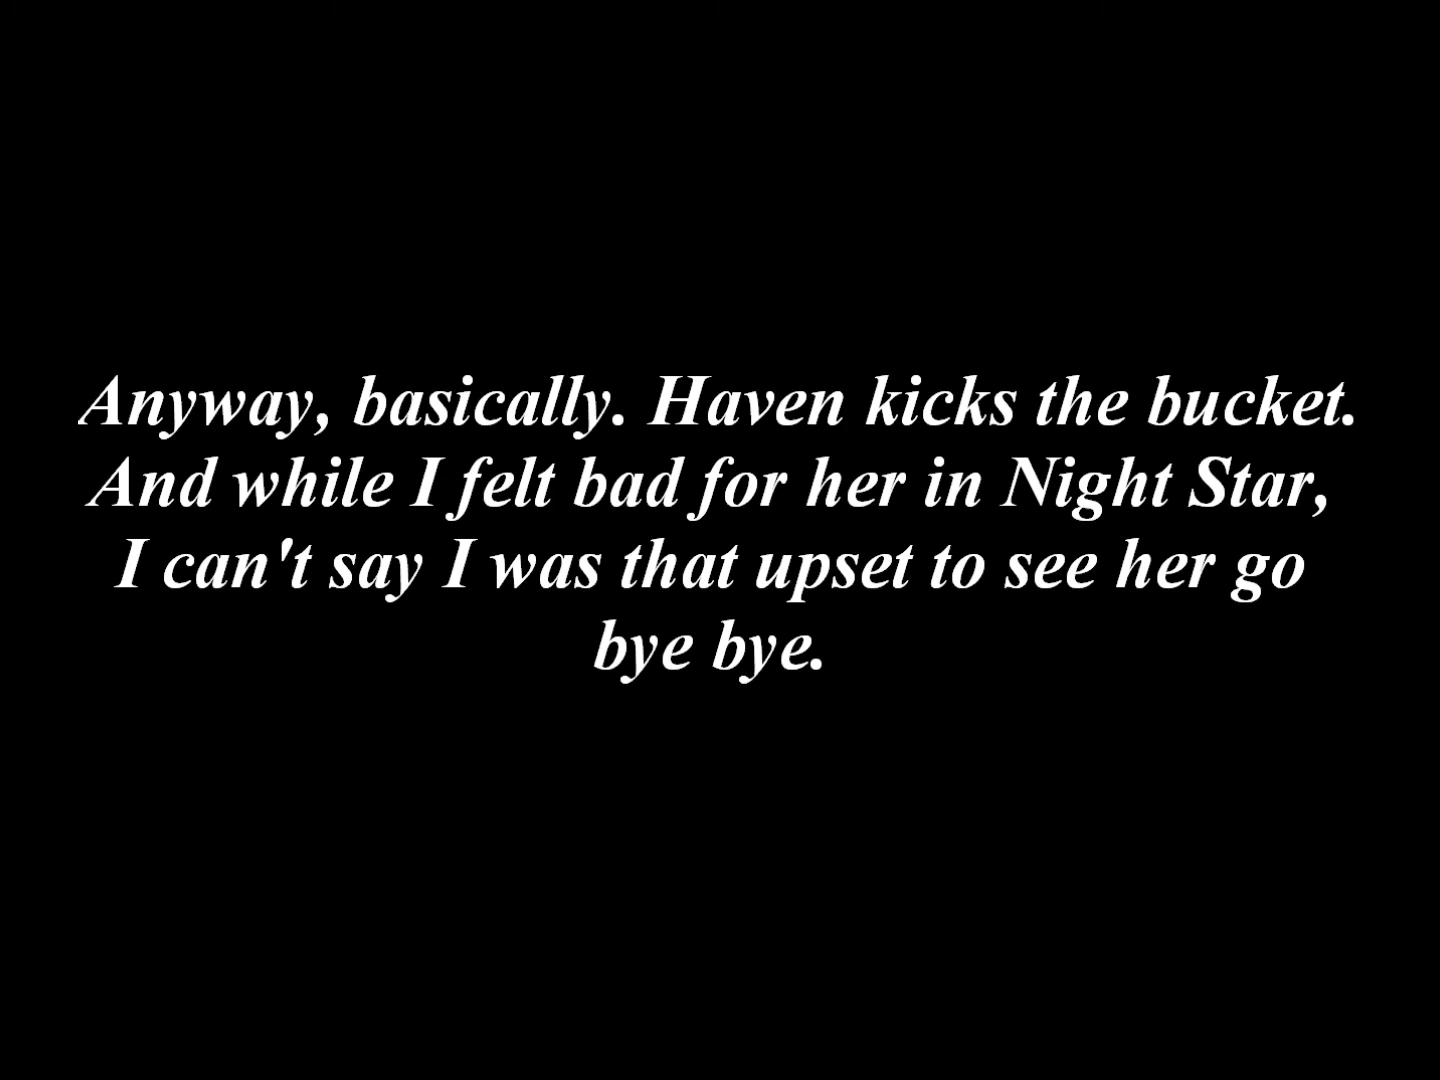 Anyway, basically. Haven kicks the bucket.
And while I felt bad for her in Night Star,
I can't say I was that upset to see her go
bye bye.